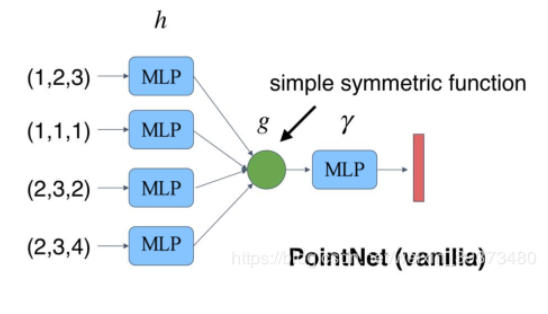 h
(1,2,3) MLP
simple symmetric function
(1,1,1) MLP g γ
MLP
(2,3,2) MLP
(2,3,4) MLP
PointNet (vanilla)